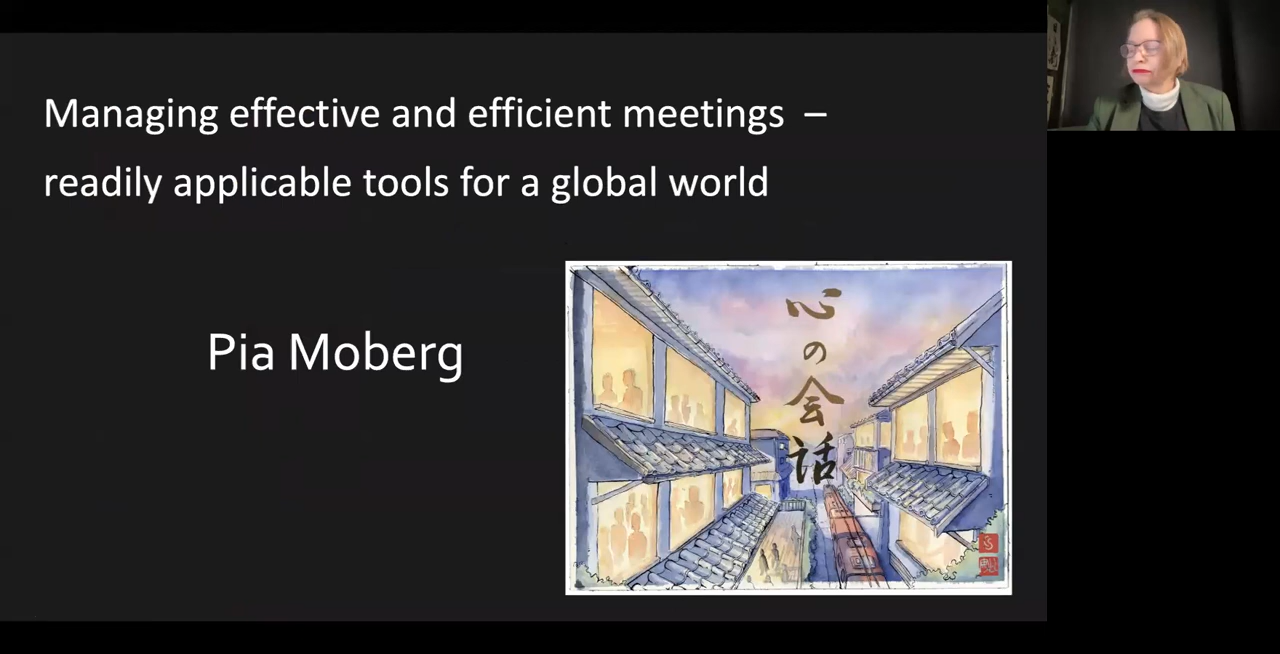 Managing effective and efficient meetings –
readily applicable tools for a global world
Pia Moberg
心の会話